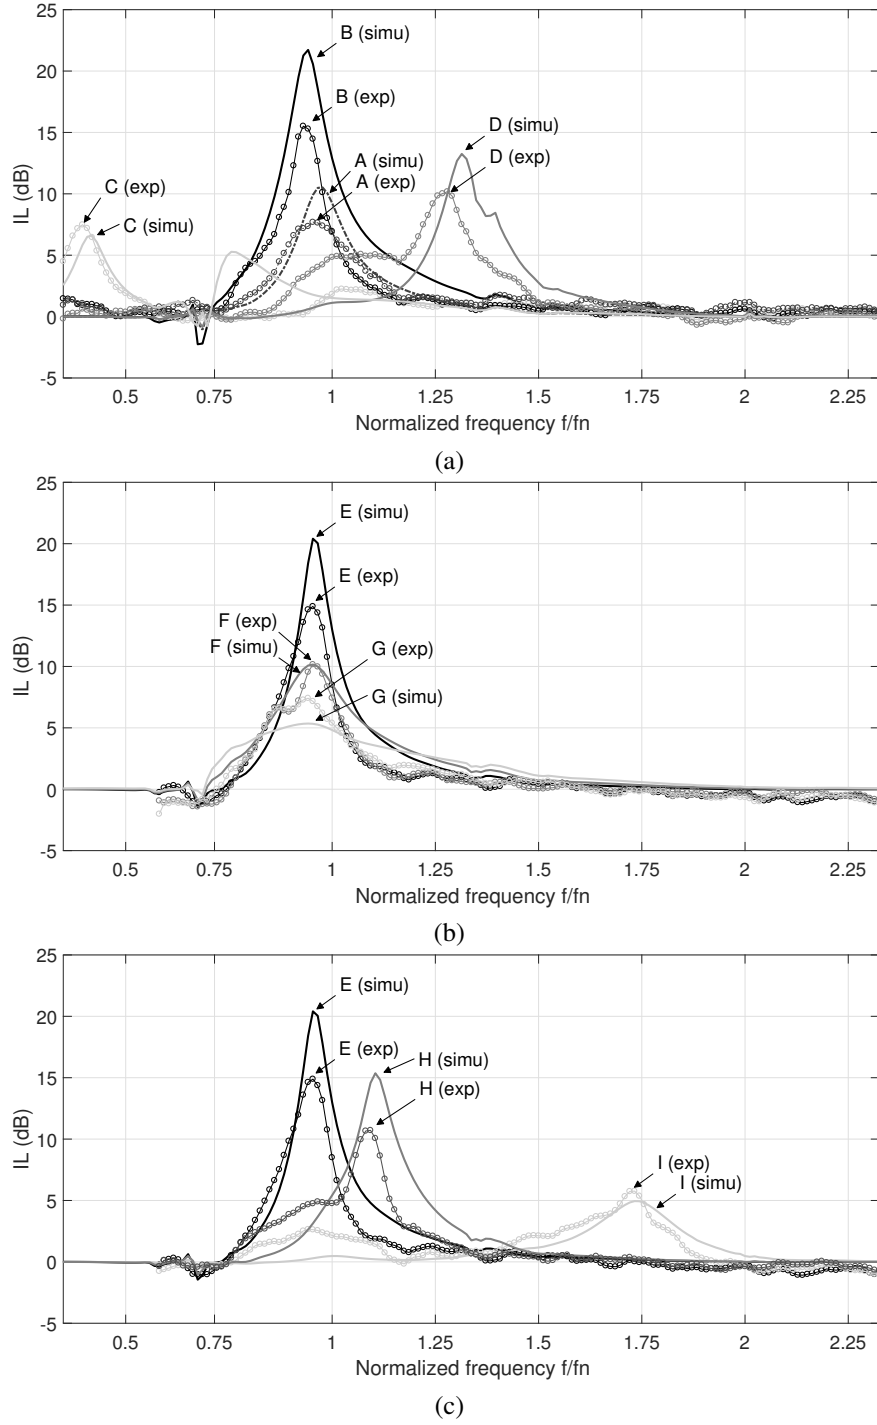 25
20
15
10
5
0
-5
IL (dB)
B (simu)
B (exp)
A (simu)
A (exp)
D (simu)
D (exp)
C (exp)
C (simu)
0.5 0.75 1 1.25 1.5 1.75 2 2.25
Normalized frequency f/fn
(a)
25
20
15
10
5
0
-5
IL (dB)
E (simu)
E (exp)
F (exp)
F (simu)
G (exp)
G (simu)
0.5 0.75 1 1.25 1.5 1.75 2 2.25
Normalized frequency f/fn
(b)
25
20
15
10
5
0
-5
IL (dB)
E (simu)
E (exp)
H (simu)
H (exp)
I (exp)
I (simu)
0.5 0.75 1 1.25 1.5 1.75 2 2.25
Normalized frequency f/fn
(c)